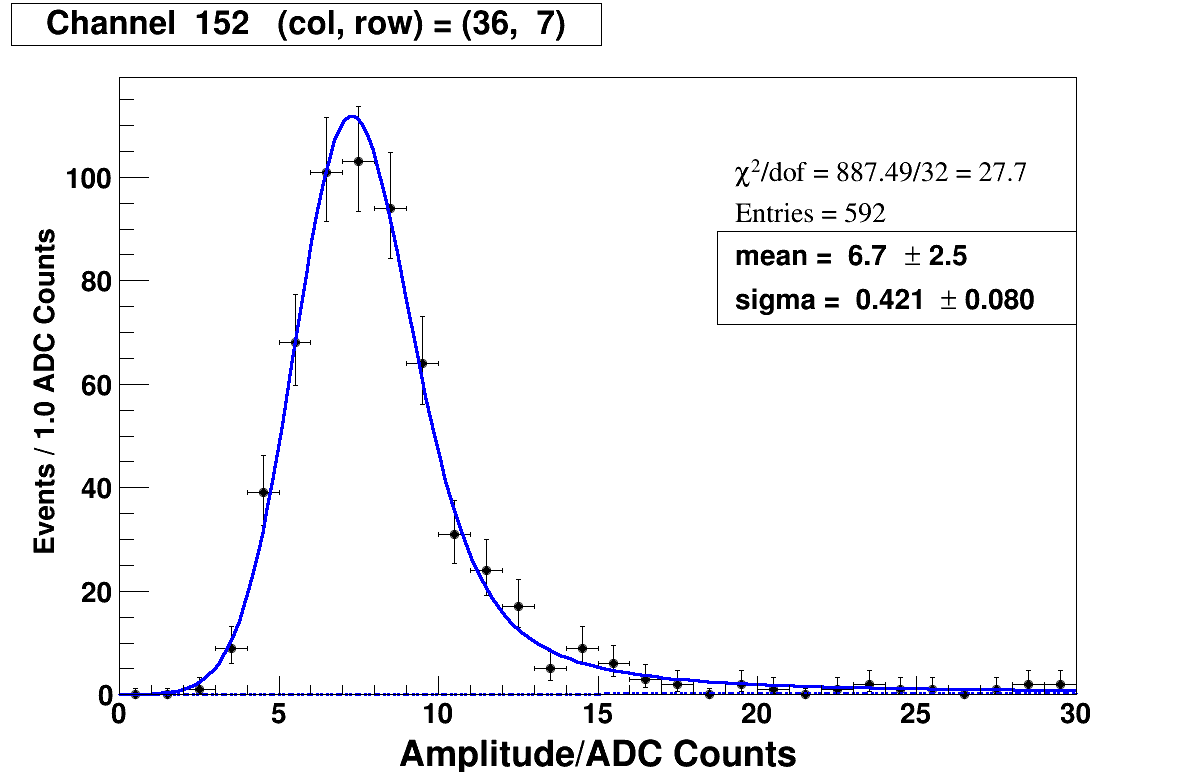 Channel 152 (col, row) = (36, 7)
χ²/dof = 887.49/32 = 27.7
Entries = 592
mean = 6.7 ± 2.5
sigma = 0.421 ± 0.080
Events / 1.0 ADC Counts
100
80
60
40
20
0
0 5 10 15 20 25 30
Amplitude/ADC Counts